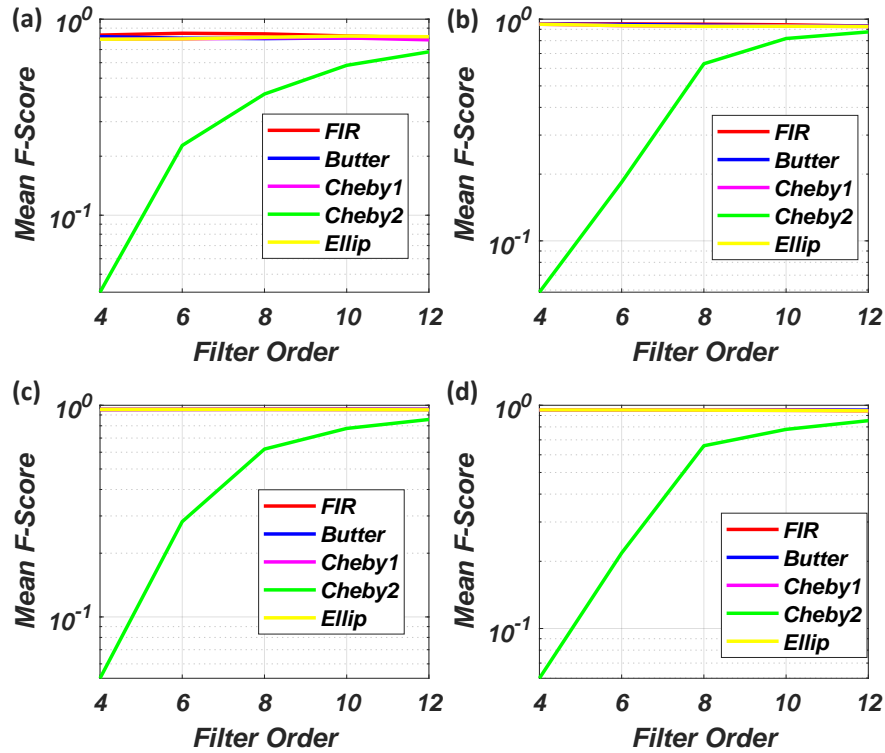 (a)
10^0
10^-1
Mean F-Score
FIR
Butter
Cheby1
Cheby2
Ellip
4 6 8 10 12
Filter Order
(b)
10^0
10^-1
Mean F-Score
FIR
Butter
Cheby1
Cheby2
Ellip
4 6 8 10 12
Filter Order
(c)
10^0
10^-1
Mean F-Score
FIR
Butter
Cheby1
Cheby2
Ellip
4 6 8 10 12
Filter Order
(d)
10^0
10^-1
Mean F-Score
FIR
Butter
Cheby1
Cheby2
Ellip
4 6 8 10 12
Filter Order